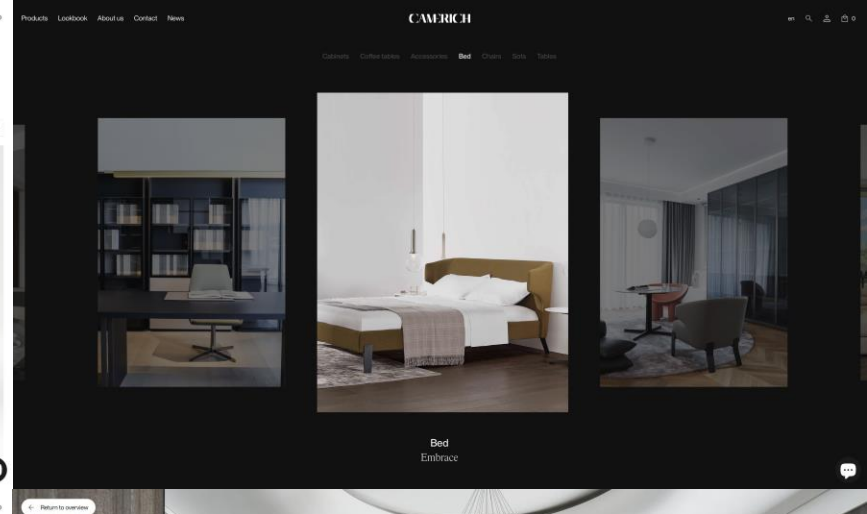 Products Lookbook About us Contact News
CAMERICH
en
0
Cabinets Coffee tables Accessories Bed Chairs Sofa Tables
Bed
Embrace
Return to overview